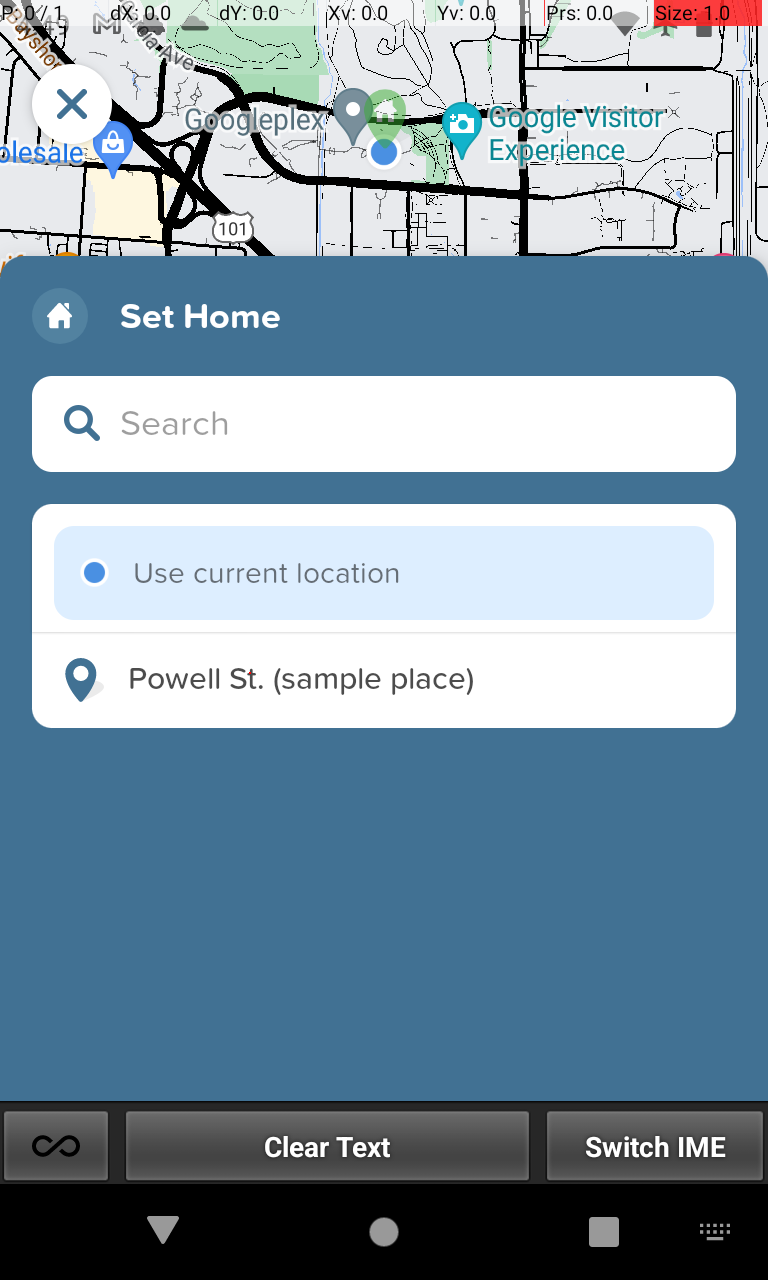 P: 0 / 1 dX: 0.0 dY: 0.0 Xv: 0.0 Yv: 0.0 Prs: 0.0 Size: 1.0
Googleplex
Google Visitor
Experience
olesale
101
Set Home
Search
Use current location
Powell St. (sample place)
Clear Text
Switch IME